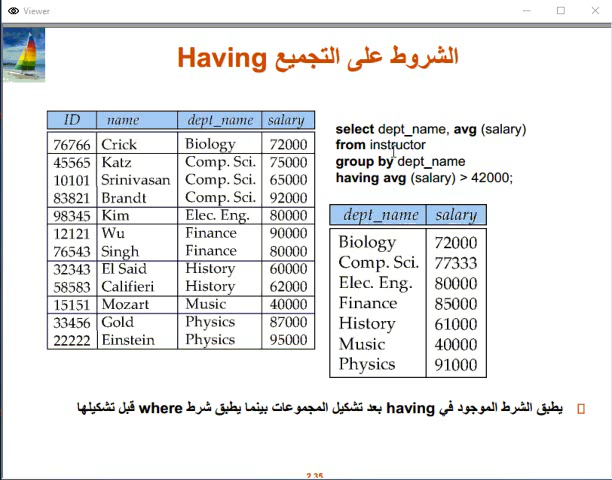 Viewer
الشروط على التجميع Having
ID name dept_name salary
76766 Crick Biology 72000
45565 Katz Comp. Sci. 75000
10101 Srinivasan Comp. Sci. 65000
83821 Brandt Comp. Sci. 92000
98345 Kim Elec. Eng. 80000
12121 Wu Finance 90000
76543 Singh Finance 80000
32343 El Said History 60000
58583 Califieri History 62000
15151 Mozart Music 40000
33456 Gold Physics 87000
22222 Einstein Physics 95000
select dept_name, avg (salary)
from instructor
group by dept_name
having avg (salary) > 42000;
dept_name salary
Biology 72000
Comp. Sci. 77333
Elec. Eng. 80000
Finance 85000
History 61000
Music 40000
Physics 91000
يطبق الشرط الموجود في having بعد تشكيل المجموعات بينما يطبق شرط where قبل تشكيلها
2.35